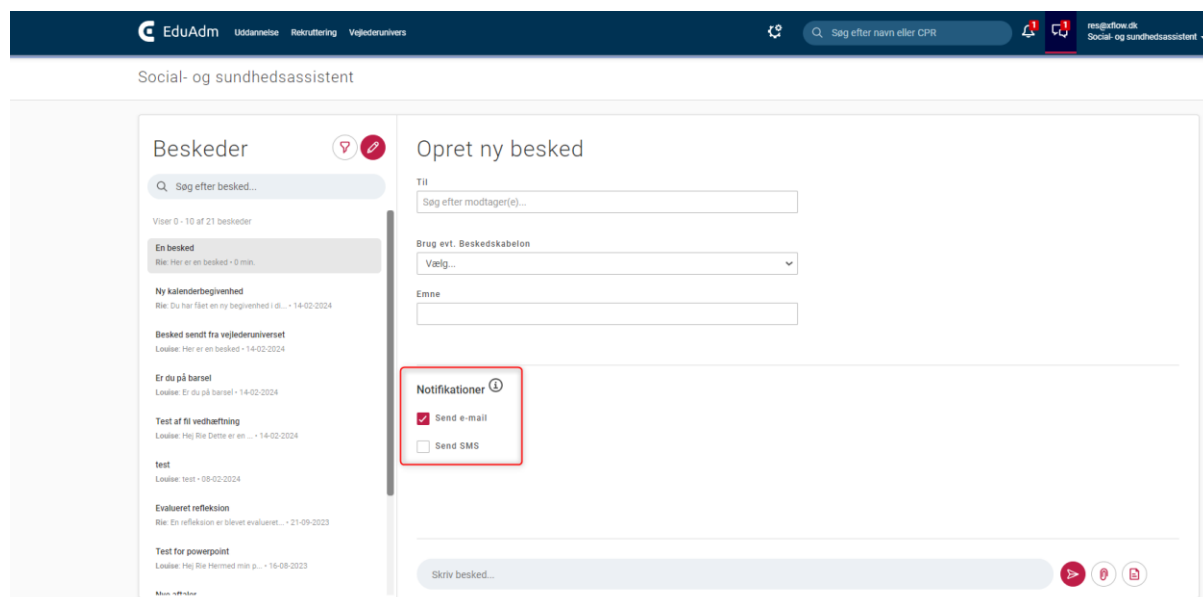 EduAdm Uddannelse Rekruttering Vejlederunivers
Søg efter navn eller CPR
1
1
res@xflow.dk
Social- og sundhedsassistent
Social- og sundhedsassistent
Beskeder
Søg efter besked...
Viser 0 - 10 af 21 beskeder
En besked
Rie: Her er en besked • 0 min.
Ny kalenderbegivenhed
Rie: Du har fået en ny begivenhed i di... • 14-02-2024
Besked sendt fra vejlederuniverset
Louise: Her er en besked • 14-02-2024
Er du på barsel
Louise: Er du på barsel • 14-02-2024
Test af fil vedhæftning
Louise: Hej Rie Dette er en ... • 14-02-2024
test
Louise: test • 08-02-2024
Evalueret refleksion
Rie: En refleksion er blevet evalueret... • 21-09-2023
Test for powerpoint
Louise: Hej Rie Hermed min p... • 16-08-2023
Nye aftaler
Opret ny besked
Til
Søg efter modtager(e)...
Brug evt. Beskedskabelon
Vælg...
Emne
Notifikationer
Send e-mail
Send SMS
Skriv besked...